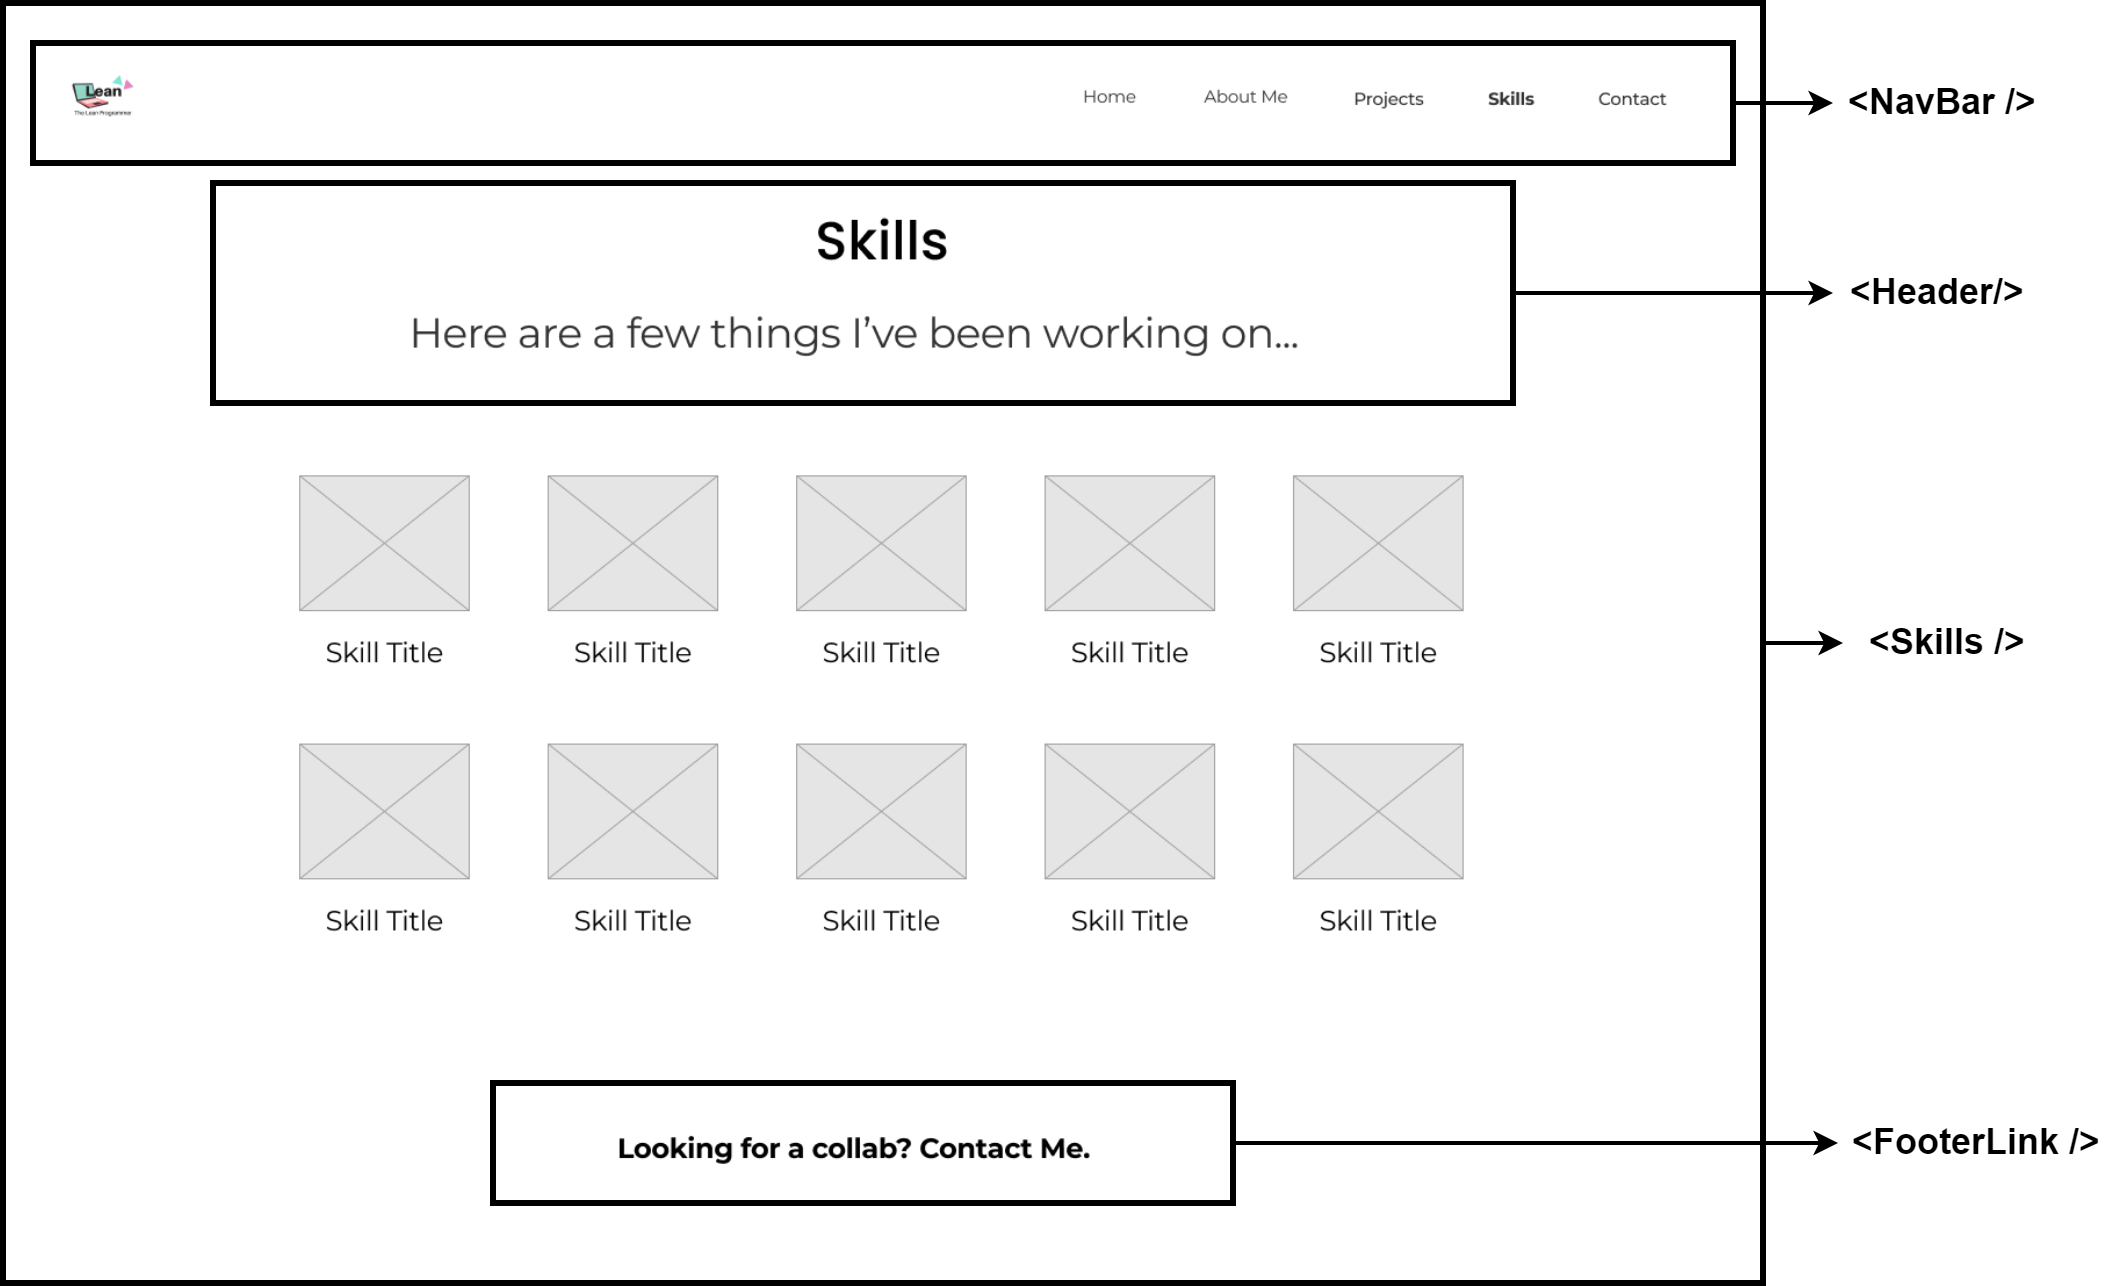 Lean
The Lean Programmer
Home About Me Projects Skills Contact
<NavBar />
Skills
Here are a few things I’ve been working on...
<Header/>
Skill Title Skill Title Skill Title Skill Title Skill Title
<Skills />
Skill Title Skill Title Skill Title Skill Title Skill Title
Looking for a collab? Contact Me.
<FooterLink />